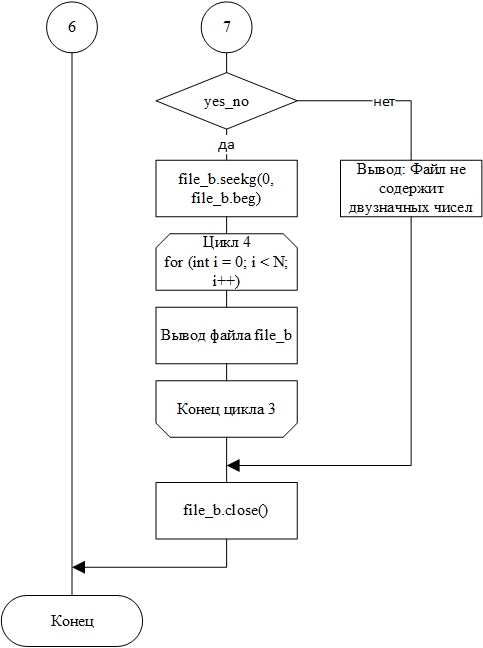 6
7
yes_no
нет
да
file_b.seekg(0,
file_b.beg)
Вывод: Файл не
содержит
двузначных чисел
Цикл 4
for (int i = 0; i < N;
i++)
Вывод файла file_b
Конец цикла 3
file_b.close()
Конец